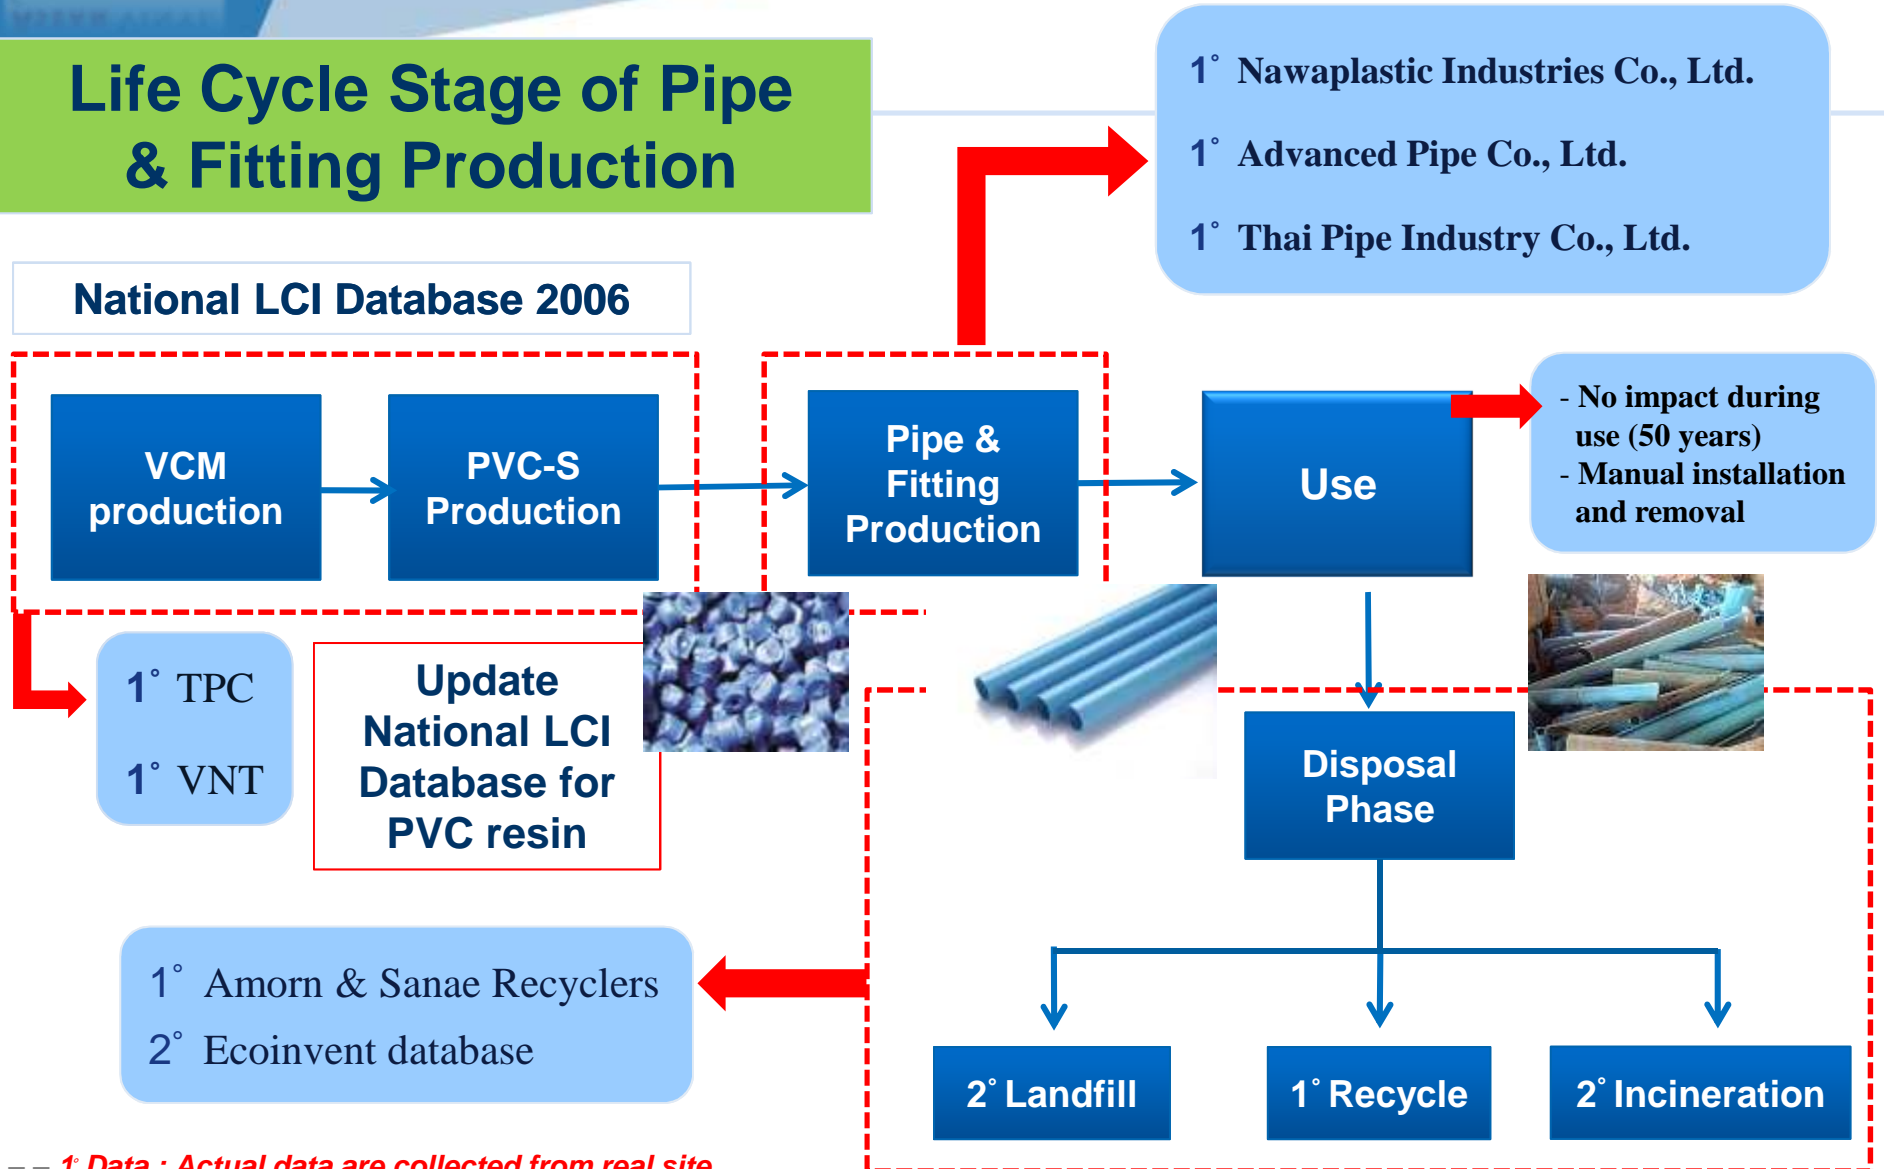 Life Cycle Stage of Pipe
& Fitting Production
1° Nawaplastic Industries Co., Ltd.
1° Advanced Pipe Co., Ltd.
1° Thai Pipe Industry Co., Ltd.
National LCI Database 2006
VCM
production
PVC-S
Production
Pipe &
Fitting
Production
Use
- No impact during
use (50 years)
- Manual installation
and removal
1° TPC
1° VNT
Update
National LCI
Database for
PVC resin
Disposal
Phase
1° Amorn & Sanae Recyclers
2° Ecoinvent database
2° Landfill
1° Recycle
2° Incineration
1° Data : Actual data are collected from real site